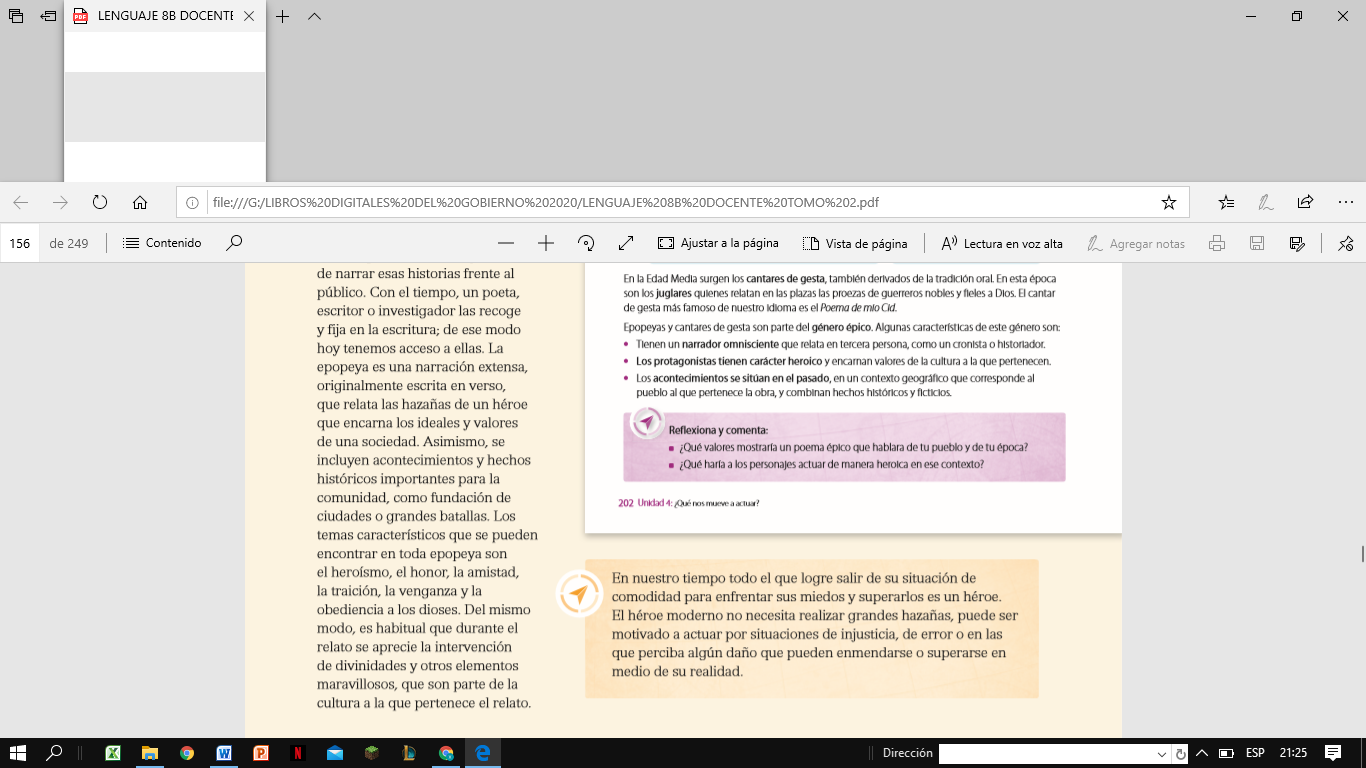 LENGUAJE 8B DOCENTE
file:///G:/LIBROS%20DIGITALES%20DEL%20GOBIERNO%202020/LENGUAJE%208B%20DOCENTE%20TOMO%202.pdf
156 de 249 Contenido Ajustar a la página Vista de página Lectura en voz alta Agregar notas
de narrar esas historias frente al
público. Con el tiempo, un poeta,
escritor o investigador las recoge
y fija en la escritura; de ese modo
hoy tenemos acceso a ellas. La
epopeya es una narración extensa,
originalmente escrita en verso,
que relata las hazañas de un héroe
que encarna los ideales y valores
de una sociedad. Asimismo, se
incluyen acontecimientos y hechos
históricos importantes para la
comunidad, como fundación de
ciudades o grandes batallas. Los
temas característicos que se pueden
encontrar en toda epopeya son
el heroísmo, el honor, la amistad,
la traición, la venganza y la
obediencia a los dioses. Del mismo
modo, es habitual que durante el
relato se aprecie la intervención
de divinidades y otros elementos
maravillosos, que son parte de la
cultura a la que pertenece el relato.
En la Edad Media surgen los cantares de gesta, también derivados de la tradición oral. En esta época
son los juglares quienes relatan en las plazas las proezas de guerreros nobles y fieles a Dios. El cantar
de gesta más famoso de nuestro idioma es el Poema de mio Cid.
Epopeyas y cantares de gesta son parte del género épico. Algunas características de este género son:
• Tienen un narrador omnisciente que relata en tercera persona, como un cronista o historiador.
• Los protagonistas tienen carácter heroico y encarnan valores de la cultura a la que pertenecen.
• Los acontecimientos se sitúan en el pasado, en un contexto geográfico que corresponde al
pueblo al que pertenece la obra, y combinan hechos históricos y ficticios.
Reflexiona y comenta:
¿Qué valores mostraría un poema épico que hablara de tu pueblo y de tu época?
¿Qué haría a los personajes actuar de manera heroica en ese contexto?
202 Unidad 4: ¿Qué nos mueve a actuar?
En nuestro tiempo todo el que logre salir de su situación de
comodidad para enfrentar sus miedos y superarlos es un héroe.
El héroe moderno no necesita realizar grandes hazañas, puede ser
motivado a actuar por situaciones de injusticia, de error o en las
que perciba algún daño que pueden enmendarse o superarse en
medio de su realidad.
Dirección ESP 21:25